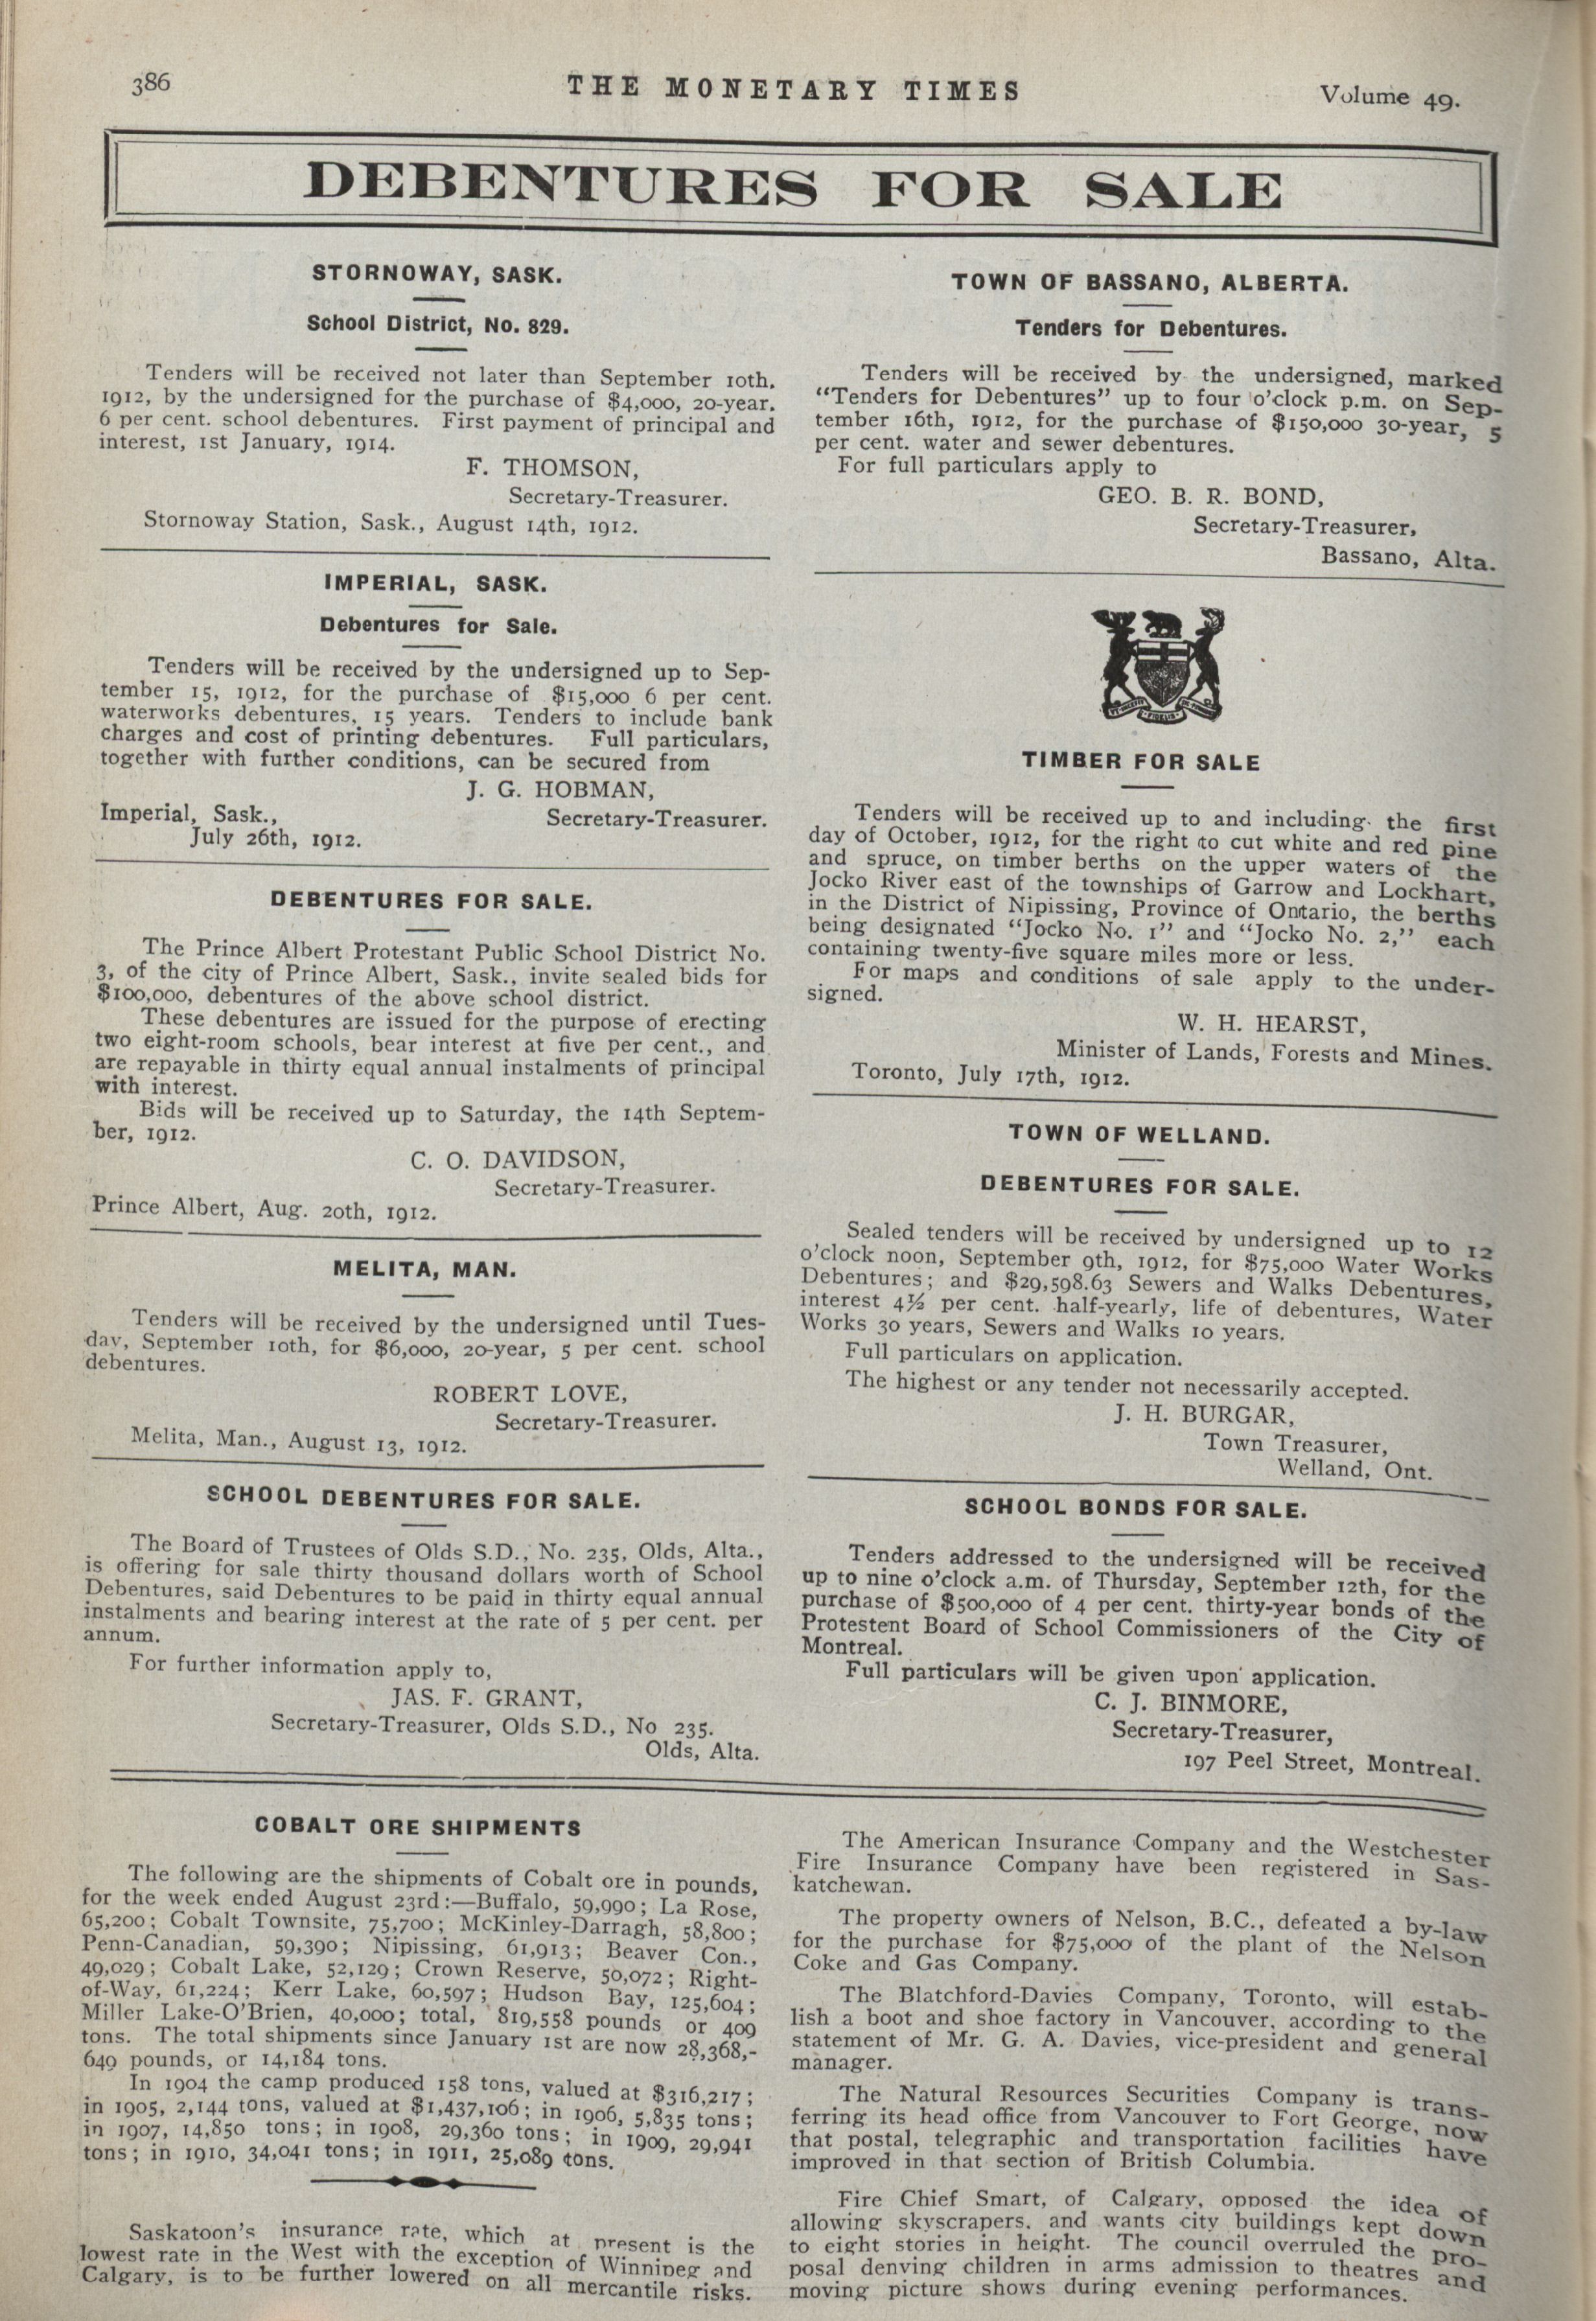 386
THE MONETARY TIMES
Volume 49.
DEBENTURES FOR SALE
STORNOWAY, SASK.
School District, No. 829.
Tenders will be received not later than September 10th,
1912, by the undersigned for the purchase of $4,000, 20-year,
6 per cent. school debentures. First payment of principal and
interest, 1st January, 1914.
F. THOMSON,
Secretary-Treasurer.
Stornoway Station, Sask., August 14th, 1912.
IMPERIAL, SASK.
Debentures for Sale.
Tenders will be received by the undersigned up to Sep-
tember 15, 1912, for the purchase of $15,000 6 per cent.
waterworks debentures, 15 years. Tenders to include bank
charges and cost of printing debentures. Full particulars,
together with further conditions, can be secured from
J. G. HOBMAN,
Imperial, Sask., Secretary-Treasurer.
July 26th, 1912.
DEBENTURES FOR SALE.
The Prince Albert Protestant Public School District No.
3, of the city of Prince Albert, Sask., invite sealed bids for
$100,000, debentures of the above school district.
These debentures are issued for the purpose of erecting
two eight-room schools, bear interest at five per cent., and
are repayable in thirty equal annual instalments of principal
with interest.
Bids will be received up to Saturday, the 14th Septem-
ber, 1912.
C. O. DAVIDSON,
Secretary-Treasurer.
Prince Albert, Aug. 20th, 1912.
MELITA, MAN.
Tenders will be received by the undersigned until Tues-
day, September 10th, for $6,000, 20-year, 5 per cent. school
debentures.
ROBERT LOVE,
Secretary-Treasurer.
Melita, Man., August 13, 1912.
SCHOOL DEBENTURES FOR SALE.
The Board of Trustees of Olds S.D., No. 235, Olds, Alta.,
is offering for sale thirty thousand dollars worth of School
Debentures, said Debentures to be paid in thirty equal annual
instalments and bearing interest at the rate of 5 per cent. per
annum.
For further information apply to,
JAS. F. GRANT,
Secretary-Treasurer, Olds S.D., No 235.
Olds, Alta.
TOWN OF BASSANO, ALBERTA.
Tenders for Debentures.
Tenders will be received by the undersigned, marked
"Tenders for Debentures" up to four o'clock p.m. on Sep-
tember 16th, 1912, for the purchase of $150,000 30-year, 5
per cent. water and sewer debentures.
For full particulars apply to
GEO. B. R. BOND,
Secretary-Treasurer,
Bassano, Alta.
TIMBER FOR SALE
Tenders will be received up to and including the first
day of October, 1912, for the right to cut white and red pine
and spruce, on timber berths on the upper waters of the
Jocko River east of the townships of Garrow and Lockhart,
in the District of Nipissing, Province of Ontario, the berths
being designated "Jocko No. 1" and "Jocko No. 2," each
containing twenty-five square miles more or less.
For maps and conditions of sale apply to the under-
signed.
W. H. HEARST,
Minister of Lands, Forests and Mines.
Toronto, July 17th, 1912.
TOWN OF WELLAND.
DEBENTURES FOR SALE.
Sealed tenders will be received by undersigned up to 12
o'clock noon, September 9th, 1912, for $75,000 Water Works
Debentures; and $29,598.63 Sewers and Walks Debentures,
interest 4½ per cent. half-yearly, life of debentures, Water
Works 30 years, Sewers and Walks 10 years.
Full particulars on application.
The highest or any tender not necessarily accepted.
J. H. BURGAR,
Town Treasurer,
Welland, Ont.
SCHOOL BONDS FOR SALE.
Tenders addressed to the undersigned will be received
up to nine o'clock a.m. of Thursday, September 12th, for the
purchase of $500,000 of 4 per cent. thirty-year bonds of the
Protestent Board of School Commissioners of the City of
Montreal.
Full particulars will be given upon application.
C. J. BINMORE,
Secretary-Treasurer,
197 Peel Street, Montreal.
COBALT ORE SHIPMENTS
The following are the shipments of Cobalt ore in pounds,
for the week ended August 23rd:—Buffalo, 59,990; La Rose,
65,200; Cobalt Townsite, 75,700; McKinley-Darragh, 58,800;
Penn-Canadian, 59,390; Nipissing, 61,913; Beaver Con.,
49,029; Cobalt Lake, 52,129; Crown Reserve, 50,072; Right-
of-Way, 61,224; Kerr Lake, 60,597; Hudson Bay, 125,604;
Miller Lake-O'Brien, 40,000; total, 819,558 pounds or 409
tons. The total shipments since January 1st are now 28,368,-
649 pounds, or 14,184 tons.
In 1904 the camp produced 158 tons, valued at $316,217;
in 1905, 2,144 tons, valued at $1,437,106; in 1906, 5,835 tons;
in 1907, 14,850 tons; in 1908, 29,360 tons; in 1909, 29,941
tons; in 1910, 34,041 tons; in 1911, 25,089 tons.
Saskatoon's insurance rate, which at present is the
lowest rate in the West with the exception of Winnipeg and
Calgary, is to be further lowered on all mercantile risks.
The American Insurance Company and the Westchester
Fire Insurance Company have been registered in Sas-
katchewan.
The property owners of Nelson, B.C., defeated a by-law
for the purchase for $75,000 of the plant of the Nelson
Coke and Gas Company.
The Blatchford-Davies Company, Toronto, will estab-
lish a boot and shoe factory in Vancouver, according to the
statement of Mr. G. A. Davies, vice-president and general
manager.
The Natural Resources Securities Company is trans-
ferring its head office from Vancouver to Fort George, now
that postal, telegraphic and transportation facilities have
improved in that section of British Columbia.
Fire Chief Smart, of Calgary, opposed the idea of
allowing skyscrapers, and wants city buildings kept down
to eight stories in height. The council overruled the pro-
posal denying children in arms admission to theatres and
moving picture shows during evening performances.